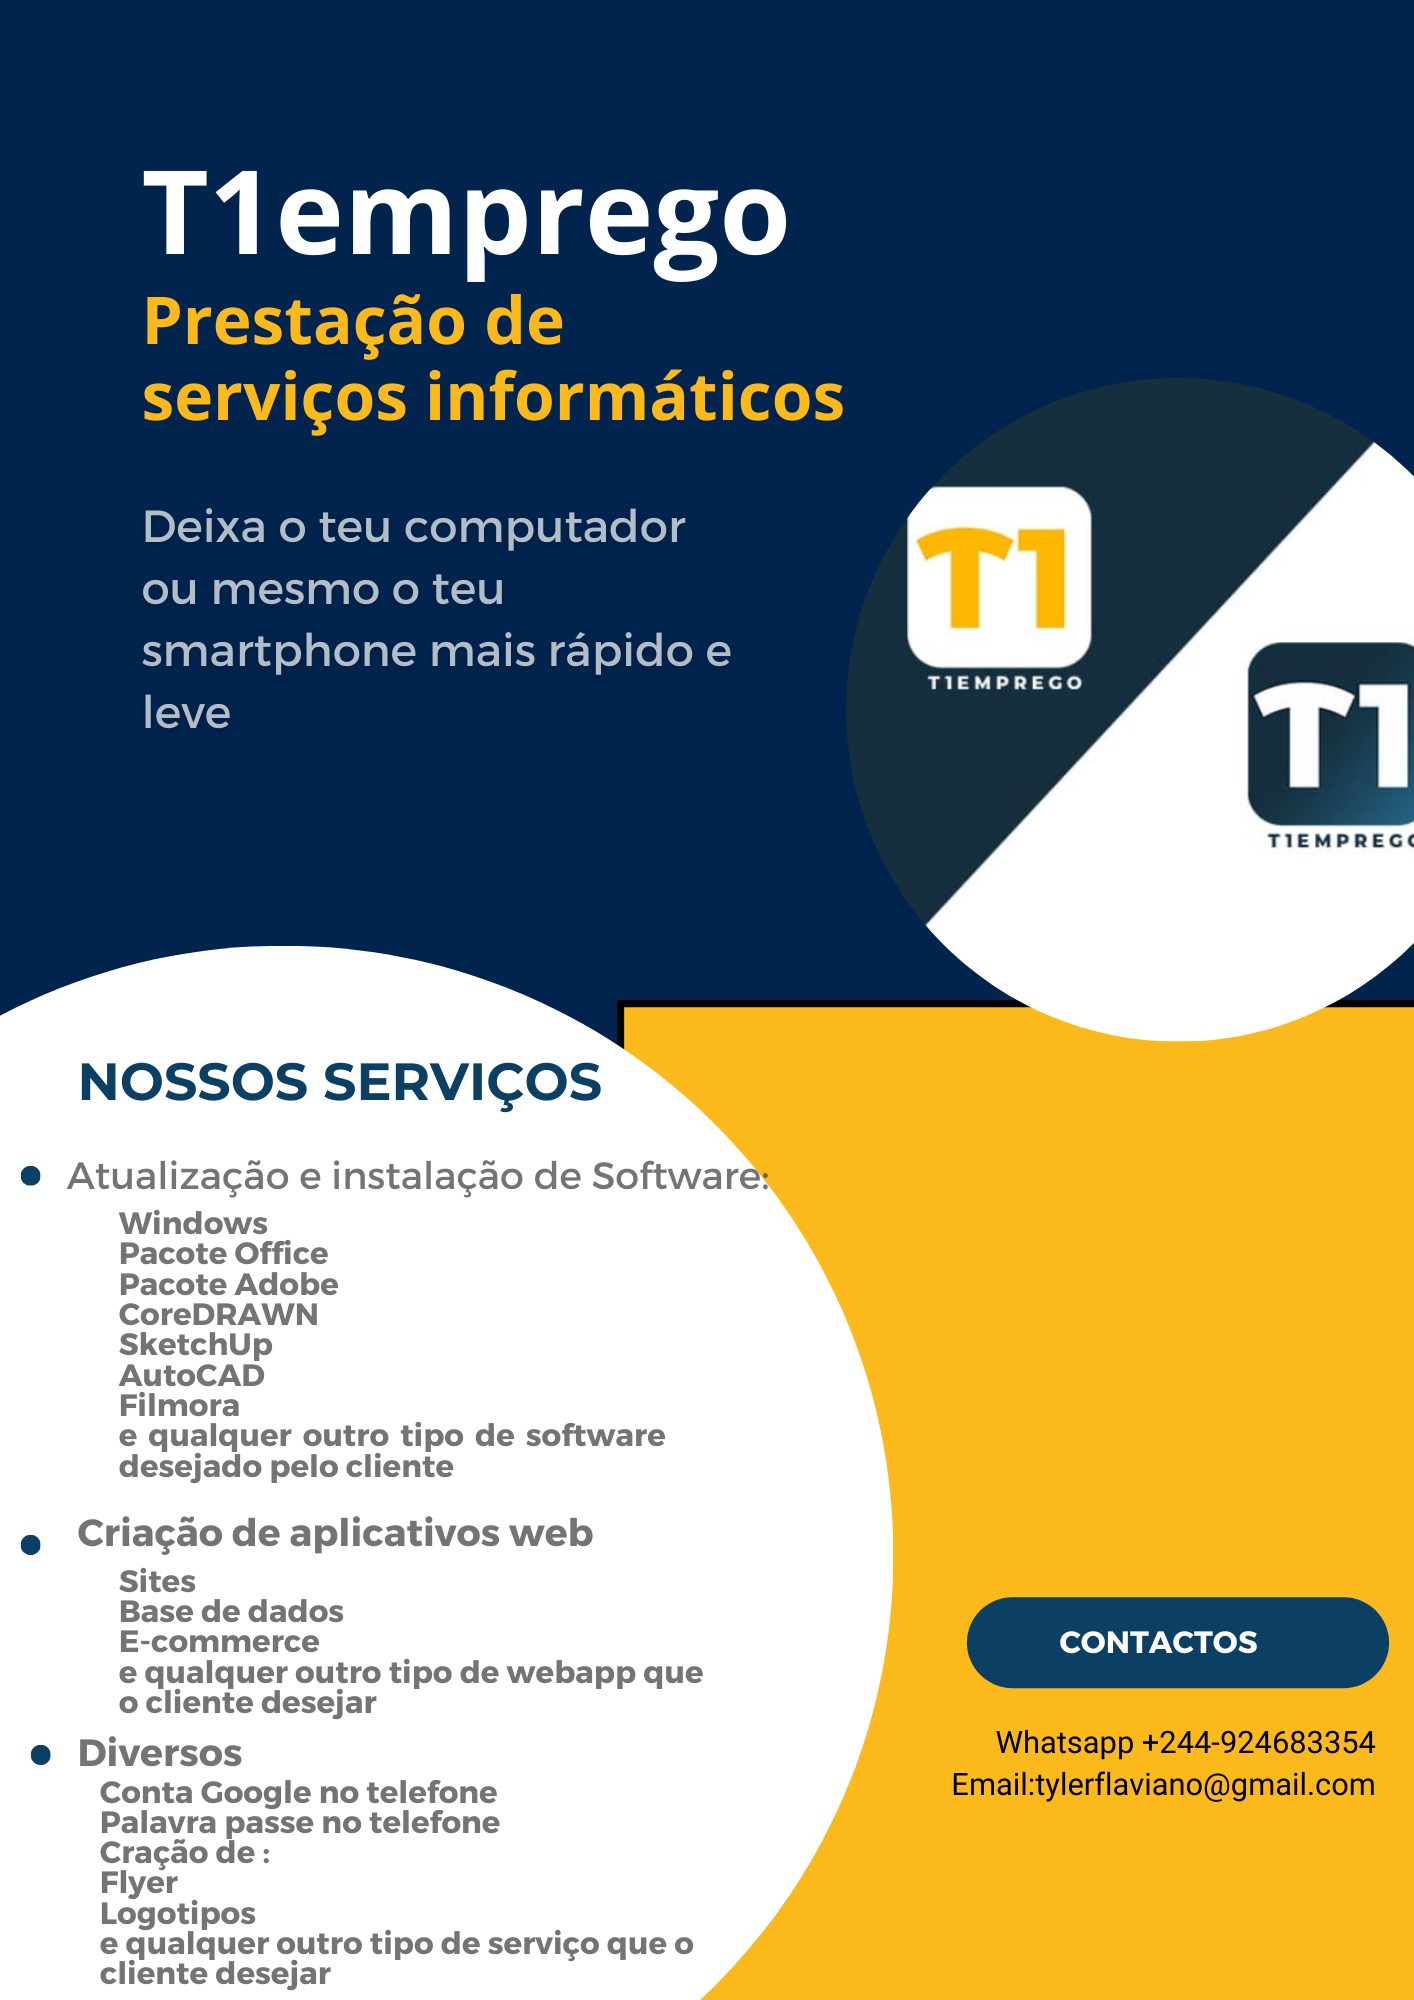 T1emprego
Prestação de
serviços informáticos
Deixa o teu computador
ou mesmo o teu
smartphone mais rápido e
leve
T1
T1EMPREGO
T1
T1EMPREGO
NOSSOS SERVIÇOS
Atualização e instalação de Software:
Windows
Pacote Office
Pacote Adobe
CoreDRAWN
SketchUp
AutoCAD
Filmora
e qualquer outro tipo de software
desejado pelo cliente
Criação de aplicativos web
Sites
Base de dados
E-commerce
e qualquer outro tipo de webapp que
o cliente desejar
Diversos
Conta Google no telefone
Palavra passe no telefone
Cração de :
Flyer
Logotipos
e qualquer outro tipo de serviço que o
cliente desejar
CONTACTOS
Whatsapp +244-924683354
Email:tylerflaviano@gmail.com